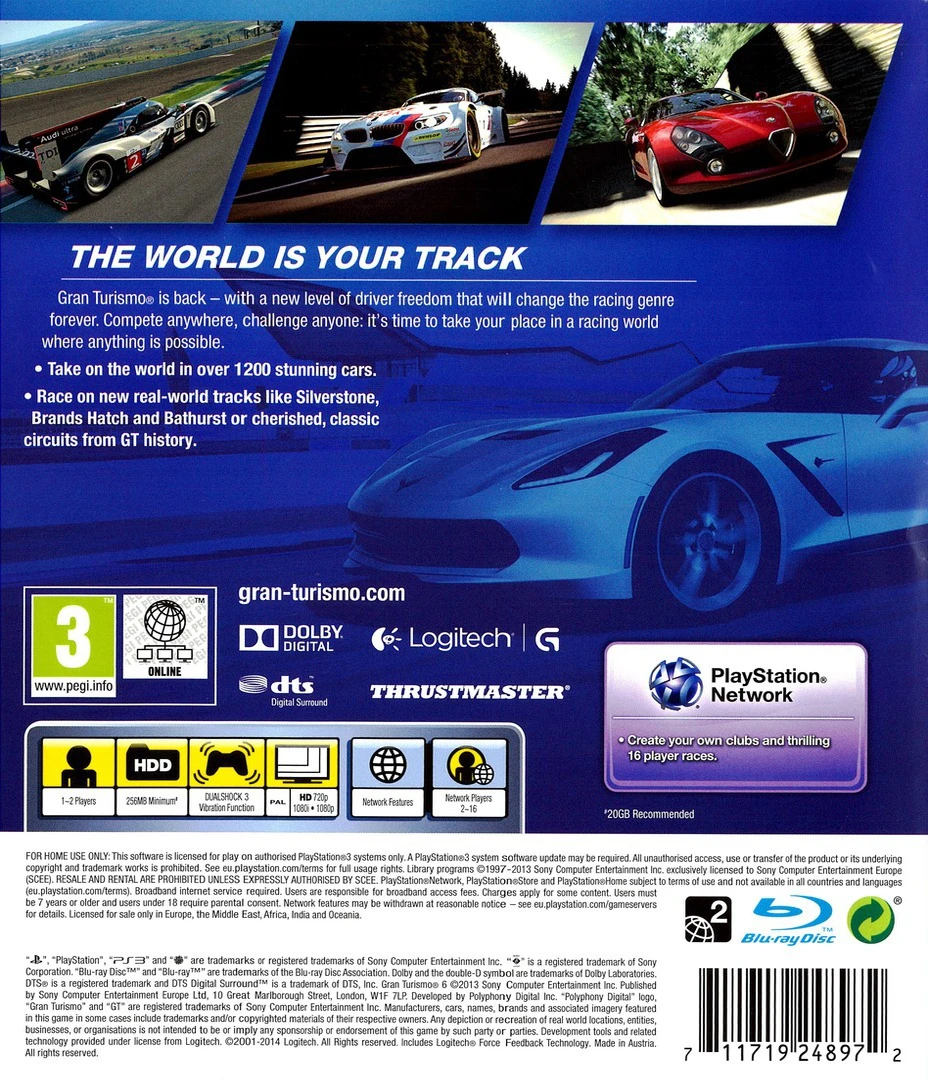 Audi ultra
TDI
2
DUNLOP
THE WORLD IS YOUR TRACK
Gran Turismo® is back – with a new level of driver freedom that will change the racing genre
forever. Compete anywhere, challenge anyone: it's time to take your place in a racing world
where anything is possible.
• Take on the world in over 1200 stunning cars.
• Race on new real-world tracks like Silverstone,
Brands Hatch and Bathurst or cherished, classic
circuits from GT history.
gran-turismo.com
3 ™
www.pegi.info
PEGI
ONLINE ™
DOLBY®
DIGITAL
Logitech® | G
dts™
Digital Surround
THRUSTMASTER®
PlayStation®
Network
• Create your own clubs and thrilling
16 player races.
HDD
1~2 Players
256MB Minimum#
DUALSHOCK 3
Vibration Function
PAL
HD 720p
1080i • 1080p
Network Features
Network Players
2~16
#20GB Recommended
FOR HOME USE ONLY: This software is licensed for play on authorised PlayStation®3 systems only. A PlayStation®3 system software update may be required. All unauthorised access, use or transfer of the product or its underlying
copyright and trademark works is prohibited. See eu.playstation.com/terms for full usage rights. Library programs ©1997-2013 Sony Computer Entertainment Inc. exclusively licensed to Sony Computer Entertainment Europe
(SCEE). RESALE AND RENTAL ARE PROHIBITED UNLESS EXPRESSLY AUTHORISED BY SCEE. PlayStation®Network, PlayStation®Store and PlayStation®Home subject to terms of use and not available in all countries and languages
(eu.playstation.com/terms). Broadband internet service required. Users are responsible for broadband access fees. Charges apply for some content. Users must
be 7 years or older and users under 18 require parental consent. Network features may be withdrawn at reasonable notice – see eu.playstation.com/gameservers
for details. Licensed for sale only in Europe, the Middle East, Africa, India and Oceania.
2
Blu-ray Disc™
®
"", "PlayStation", "PS3" and "" are trademarks or registered trademarks of Sony Computer Entertainment Inc. "" is a registered trademark of Sony
Corporation. "Blu-ray Disc™" and "Blu-ray™" are trademarks of the Blu-ray Disc Association. Dolby and the double-D symbol are trademarks of Dolby Laboratories.
DTS® is a registered trademark and DTS Digital Surround™ is a trademark of DTS, Inc. Gran Turismo® 6 ©2013 Sony Computer Entertainment Inc. Published
by Sony Computer Entertainment Europe Ltd, 10 Great Marlborough Street, London, W1F 7LP. Developed by Polyphony Digital Inc. "Polyphony Digital" logo,
"Gran Turismo" and "GT" are registered trademarks of Sony Computer Entertainment Inc. Manufacturers, cars, names, brands and associated imagery featured
in this game in some cases include trademarks and/or copyrighted materials of their respective owners. Any depiction or recreation of real world locations, entities,
businesses, or organisations is not intended to be or imply any sponsorship or endorsement of this game by such party or parties. Development tools and related
technology provided under license from Logitech. ©2001-2014 Logitech. All Rights reserved. Includes Logitech® Force Feedback Technology. Made in Austria.
All rights reserved.
7 11719 24897 2